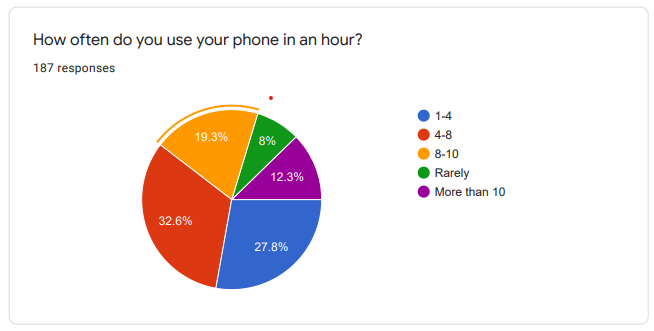 How often do you use your phone in an hour?
187 responses
19.3%
8%
12.3%
32.6%
27.8%
1-4
4-8
8-10
Rarely
More than 10